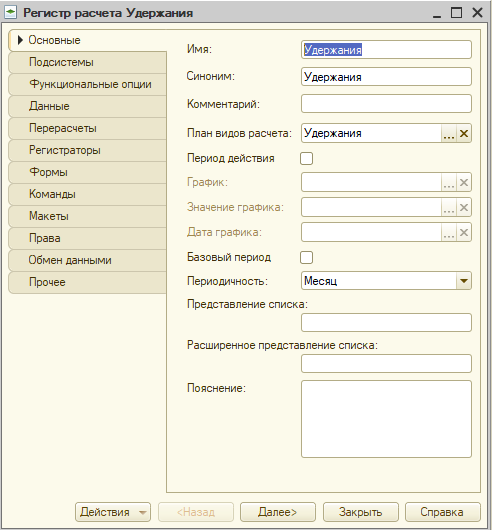 Регистр расчета Удержания
Основные
Подсистемы
Функциональные опции
Данные
Перерасчеты
Регистраторы
Формы
Команды
Макеты
Права
Обмен данными
Прочее
Имя: Удержания
Синоним: Удержания
Комментарий:
План видов расчета: Удержания ...
Период действия
График: ...
Значение графика: ...
Дата графика: ...
Базовый период
Периодичность: Месяц
Представление списка:
Расширенное представление списка:
Пояснение:
Действия <Назад Далее> Закрыть Справка